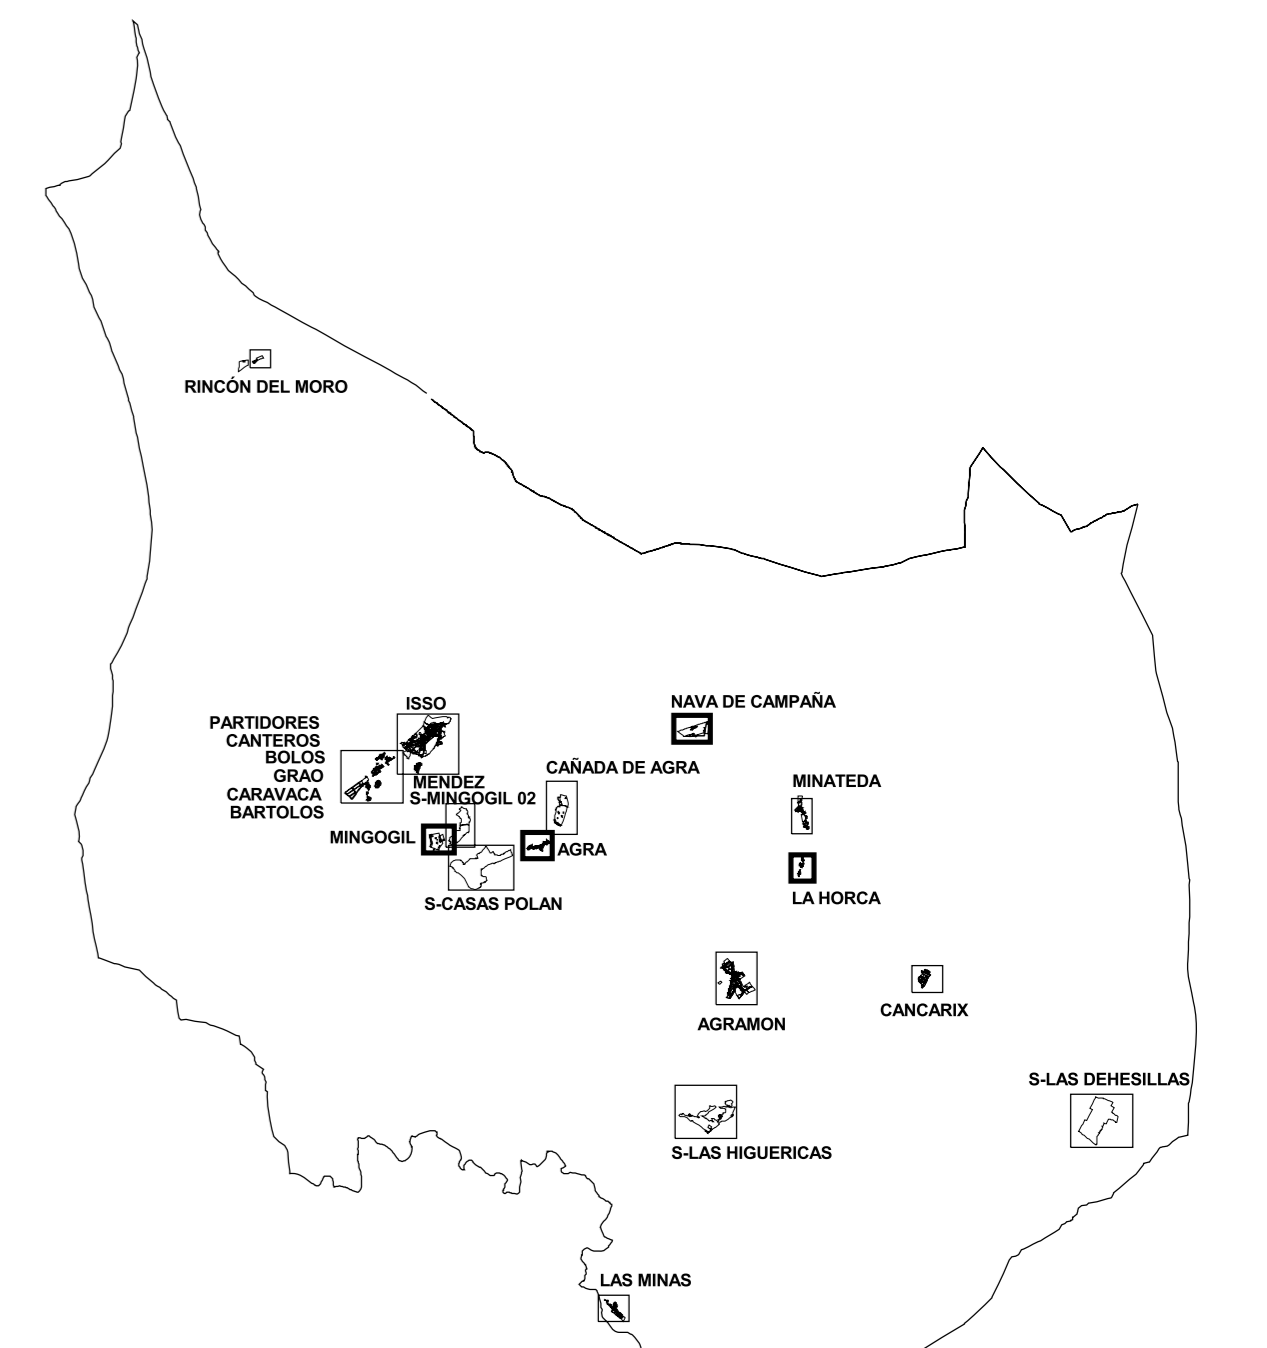 RINCÓN DEL MORO
ISSO
NAVA DE CAMPAÑA
PARTIDORES
CANTEROS
BOLOS
GRAO
CARAVACA
BARTOLOS
CAÑADA DE AGRA
MENDEZ
S-MINGOGIL 02
MINATEDA
MINGOGIL
AGRA
S-CASAS POLAN
LA HORCA
CANCARIX
AGRAMON
S-LAS DEHESILLAS
S-LAS HIGUERICAS
LAS MINAS